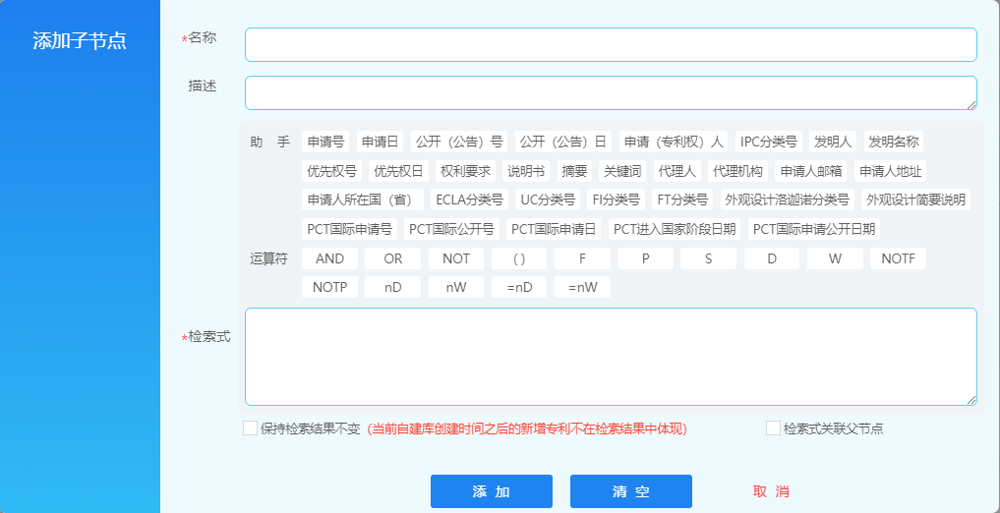 添加子节点
*名称
描述
助 手 申请号 申请日 公开（公告）号 公开（公告）日 申请（专利权）人 IPC分类号 发明人 发明名称
优先权号 优先权日 权利要求 说明书 摘要 关键词 代理人 代理机构 申请人邮箱 申请人地址
申请人所在国（省） ECLA分类号 UC分类号 FI分类号 FT分类号 外观设计洛迦诺分类号 外观设计简要说明
PCT国际申请号 PCT国际公开号 PCT国际申请日 PCT进入国家阶段日期 PCT国际申请公开日期
运算符 AND OR NOT ( ) F P S D W NOTF
NOTP nD nW =nD =nW
*检索式
保持检索结果不变（当前自建库创建时间之后的新增专利不在检索结果中体现） 检索式关联父节点
添 加 清 空 取 消